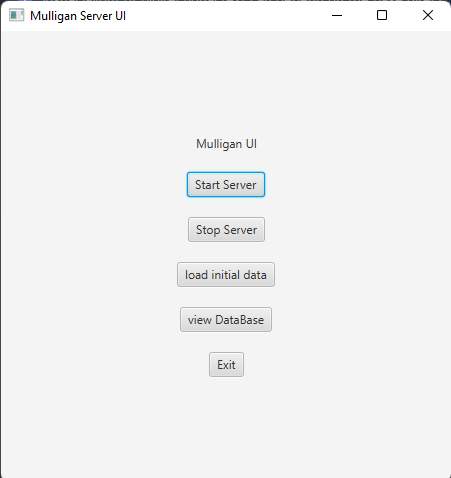 Mulligan Server UI
Mulligan UI
Start Server
Stop Server
load initial data
view DataBase
Exit